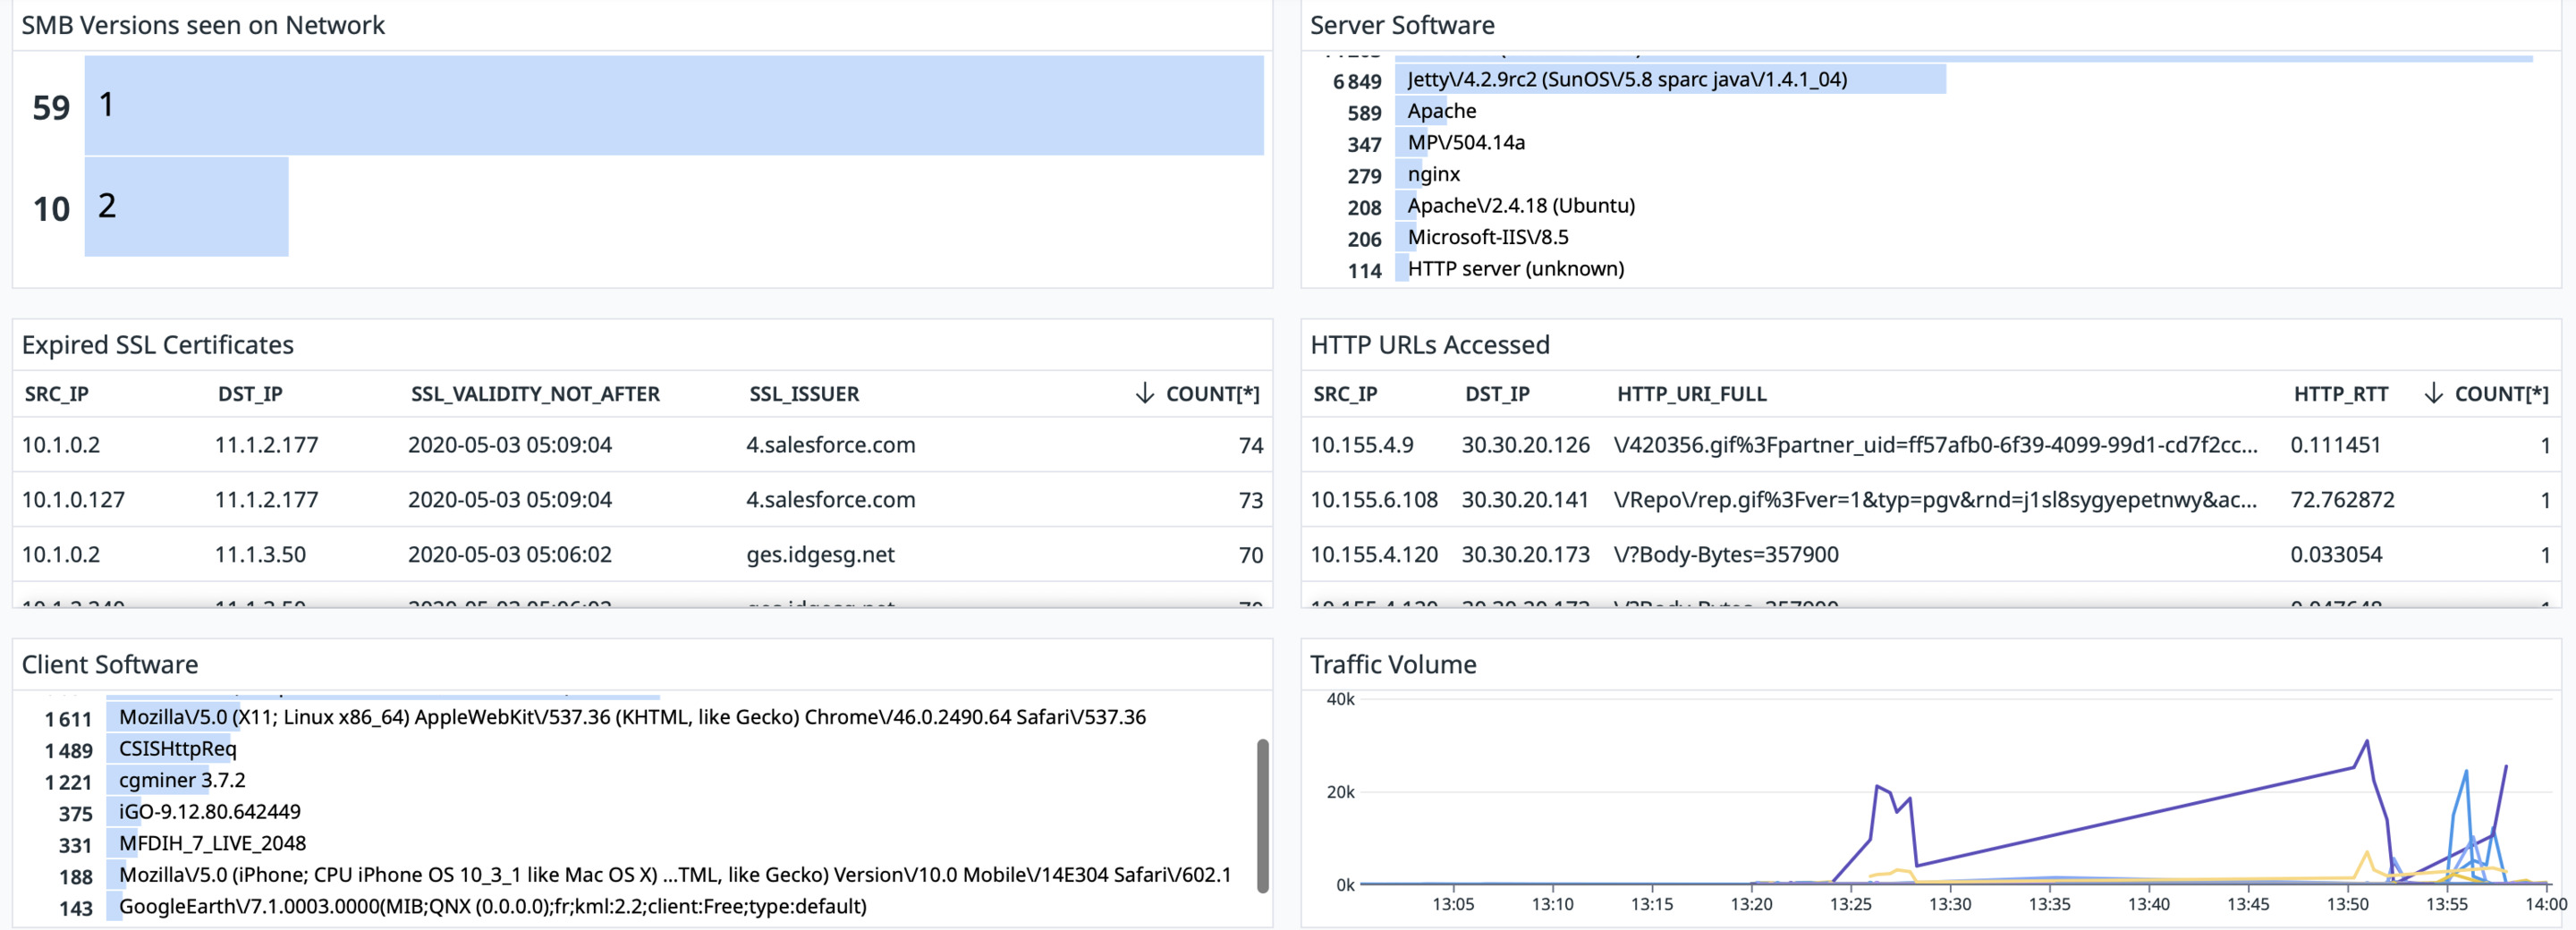 SMB Versions seen on Network
59 1
10 2
Server Software
6 849 Jetty\/4.2.9rc2 (SunOS\/5.8 sparc java\/1.4.1_04)
589 Apache
347 MP\/504.14a
279 nginx
208 Apache\/2.4.18 (Ubuntu)
206 Microsoft-IIS\/8.5
114 HTTP server (unknown)
Expired SSL Certificates
SRC_IP DST_IP SSL_VALIDITY_NOT_AFTER SSL_ISSUER ↓ COUNT[*]
10.1.0.2 11.1.2.177 2020-05-03 05:09:04 4.salesforce.com 74
10.1.0.127 11.1.2.177 2020-05-03 05:09:04 4.salesforce.com 73
10.1.0.2 11.1.3.50 2020-05-03 05:06:02 ges.idgesg.net 70
HTTP URLs Accessed
SRC_IP DST_IP HTTP_URI_FULL HTTP_RTT ↓ COUNT[*]
10.155.4.9 30.30.20.126 \/420356.gif%3Fpartner_uid=ff57afb0-6f39-4099-99d1-cd7f2cc... 0.111451 1
10.155.6.108 30.30.20.141 \/Repo\/rep.gif%3Fver=1&typ=pgv&rnd=j1sl8sygyepetnwy&ac... 72.762872 1
10.155.4.120 30.30.20.173 \/?Body-Bytes=357900 0.033054 1
Client Software
1 611 Mozilla\/5.0 (X11; Linux x86_64) AppleWebKit\/537.36 (KHTML, like Gecko) Chrome\/46.0.2490.64 Safari\/537.36
1 489 CSISHttpReq
1 221 cgminer 3.7.2
375 iGO-9.12.80.642449
331 MFDIH_7_LIVE_2048
188 Mozilla\/5.0 (iPhone; CPU iPhone OS 10_3_1 like Mac OS X) ...TML, like Gecko) Version\/10.0 Mobile\/14E304 Safari\/602.1
143 GoogleEarth\/7.1.0003.0000(MIB;QNX (0.0.0.0);fr;kml:2.2;client:Free;type:default)
Traffic Volume
40k
20k
0k
13:05 13:10 13:15 13:20 13:25 13:30 13:35 13:40 13:45 13:50 13:55 14:00